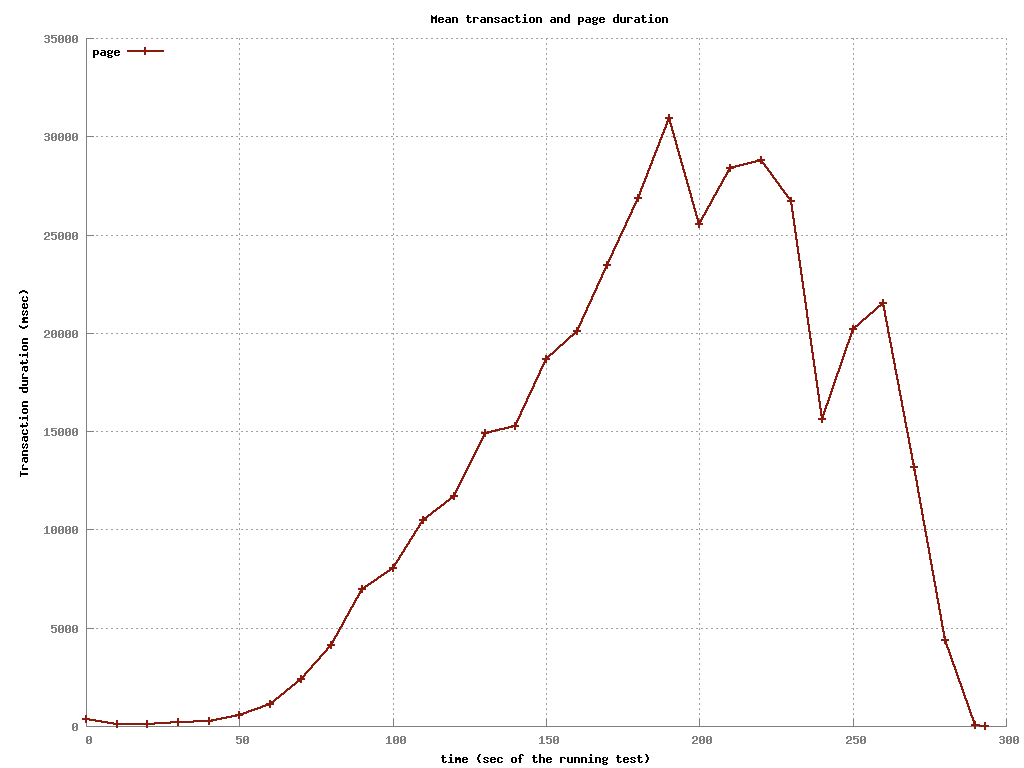 Mean transaction and page duration
35000
page
30000
25000
20000
15000
10000
5000
0
Transaction duration (msec)
0 50 100 150 200 250 300
time (sec of the running test)